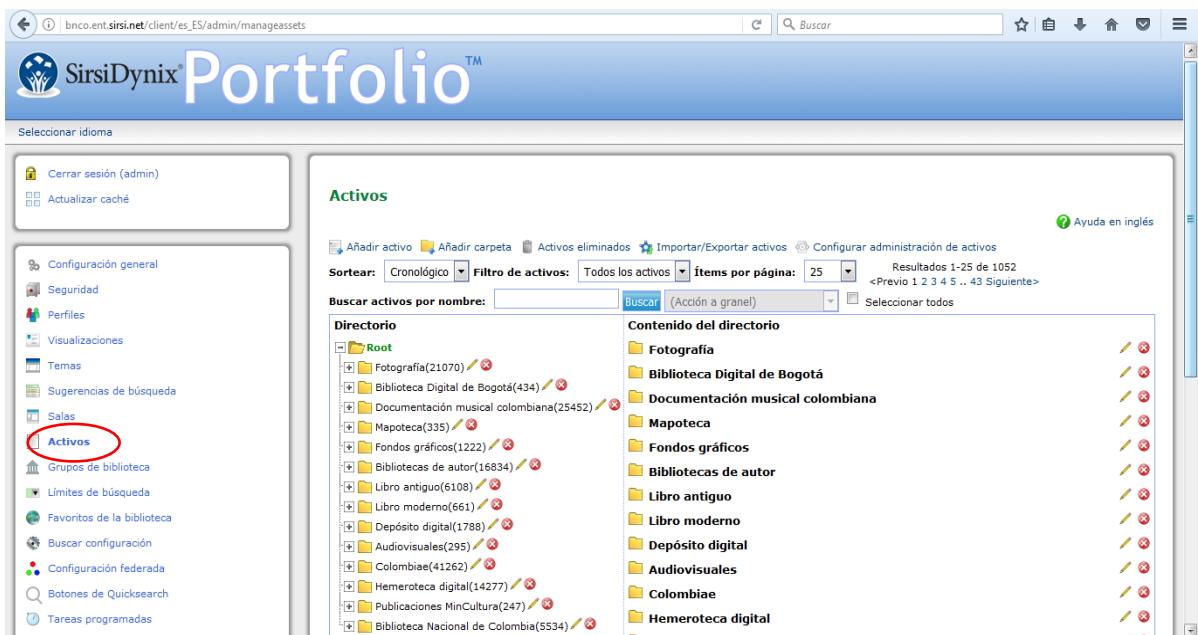 bnco.ent.sirsi.net/client/es_ES/admin/manageassets
Buscar
SirsiDynix® Portfolio™
Seleccionar idioma
Cerrar sesión (admin)
Actualizar caché
Configuración general
Seguridad
Perfiles
Visualizaciones
Temas
Sugerencias de búsqueda
Salas
Activos
Grupos de biblioteca
Límites de búsqueda
Favoritos de la biblioteca
Buscar configuración
Configuración federada
Botones de Quicksearch
Tareas programadas
Activos
Ayuda en inglés
Añadir activo Añadir carpeta Activos eliminados Importar/Exportar activos Configurar administración de activos
Sortear: Cronológico Filtro de activos: Todos los activos Ítems por página: 25 Resultados 1-25 de 1052
<Previo 1 2 3 4 5 .. 43 Siguiente>
Buscar activos por nombre: Buscar (Acción a granel) Seleccionar todos
Directorio
Root
Fotografía(21070)
Biblioteca Digital de Bogotá(434)
Documentación musical colombiana(25452)
Mapoteca(335)
Fondos gráficos(1222)
Bibliotecas de autor(16834)
Libro antiguo(6108)
Libro moderno(661)
Depósito digital(1788)
Audiovisuales(295)
Colombiae(41262)
Hemeroteca digital(14277)
Publicaciones MinCultura(247)
Biblioteca Nacional de Colombia(5534)
Contenido del directorio
Fotografía
Biblioteca Digital de Bogotá
Documentación musical colombiana
Mapoteca
Fondos gráficos
Bibliotecas de autor
Libro antiguo
Libro moderno
Depósito digital
Audiovisuales
Colombiae
Hemeroteca digital